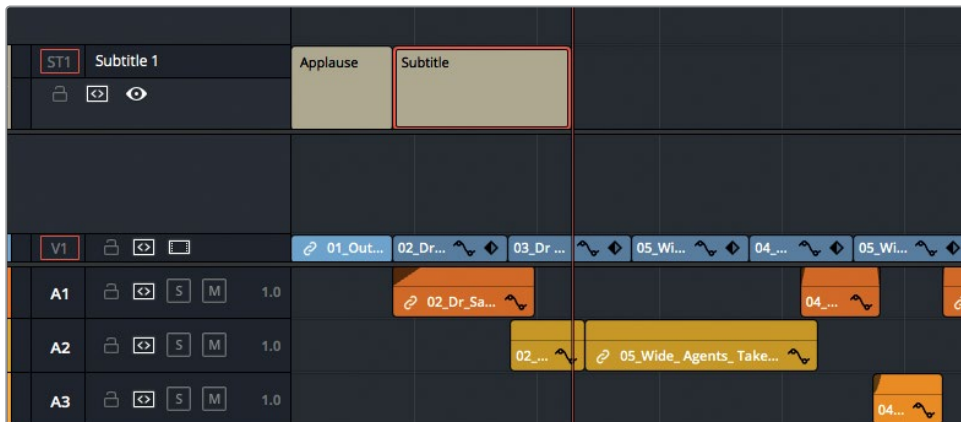 ST1 Subtitle 1 Applause Subtitle
V1 01_Out... 02_Dr... 03_Dr ... 05_Wi... 04_... 05_Wi...
A1 S M 1.0 02_Dr_Sa... 04_...
A2 S M 1.0 02_... 05_Wide_ Agents_ Take...
A3 S M 1.0 04...